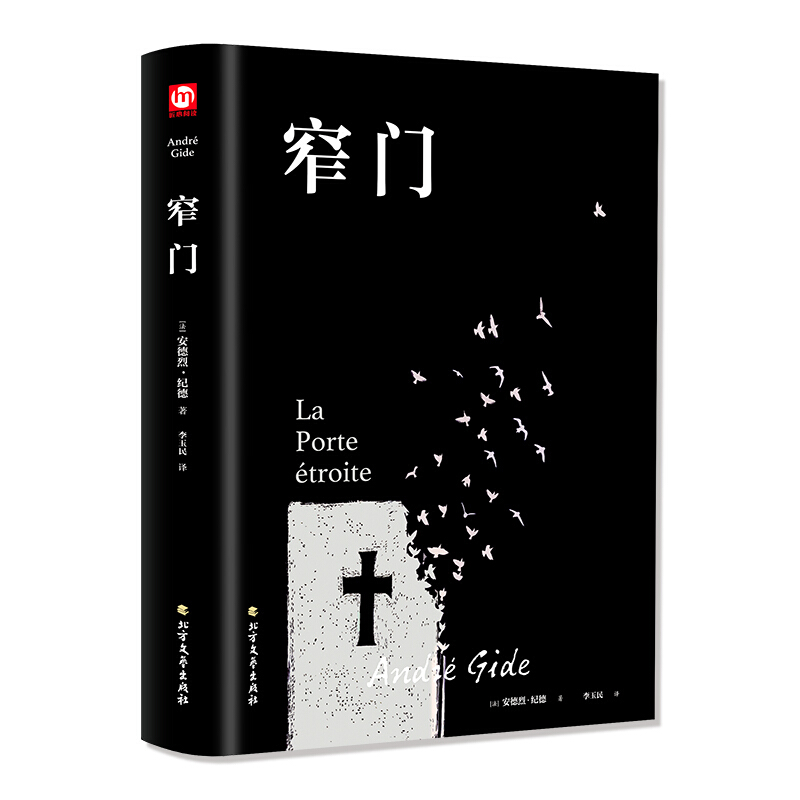 André
Gide
窄门
[法]安德烈·纪德 著
李玉民 译
北方文艺出版社
窄门
La
Porte
étroite
André Gide
[法]安德烈·纪德 著 李玉民 译
北方文艺出版社